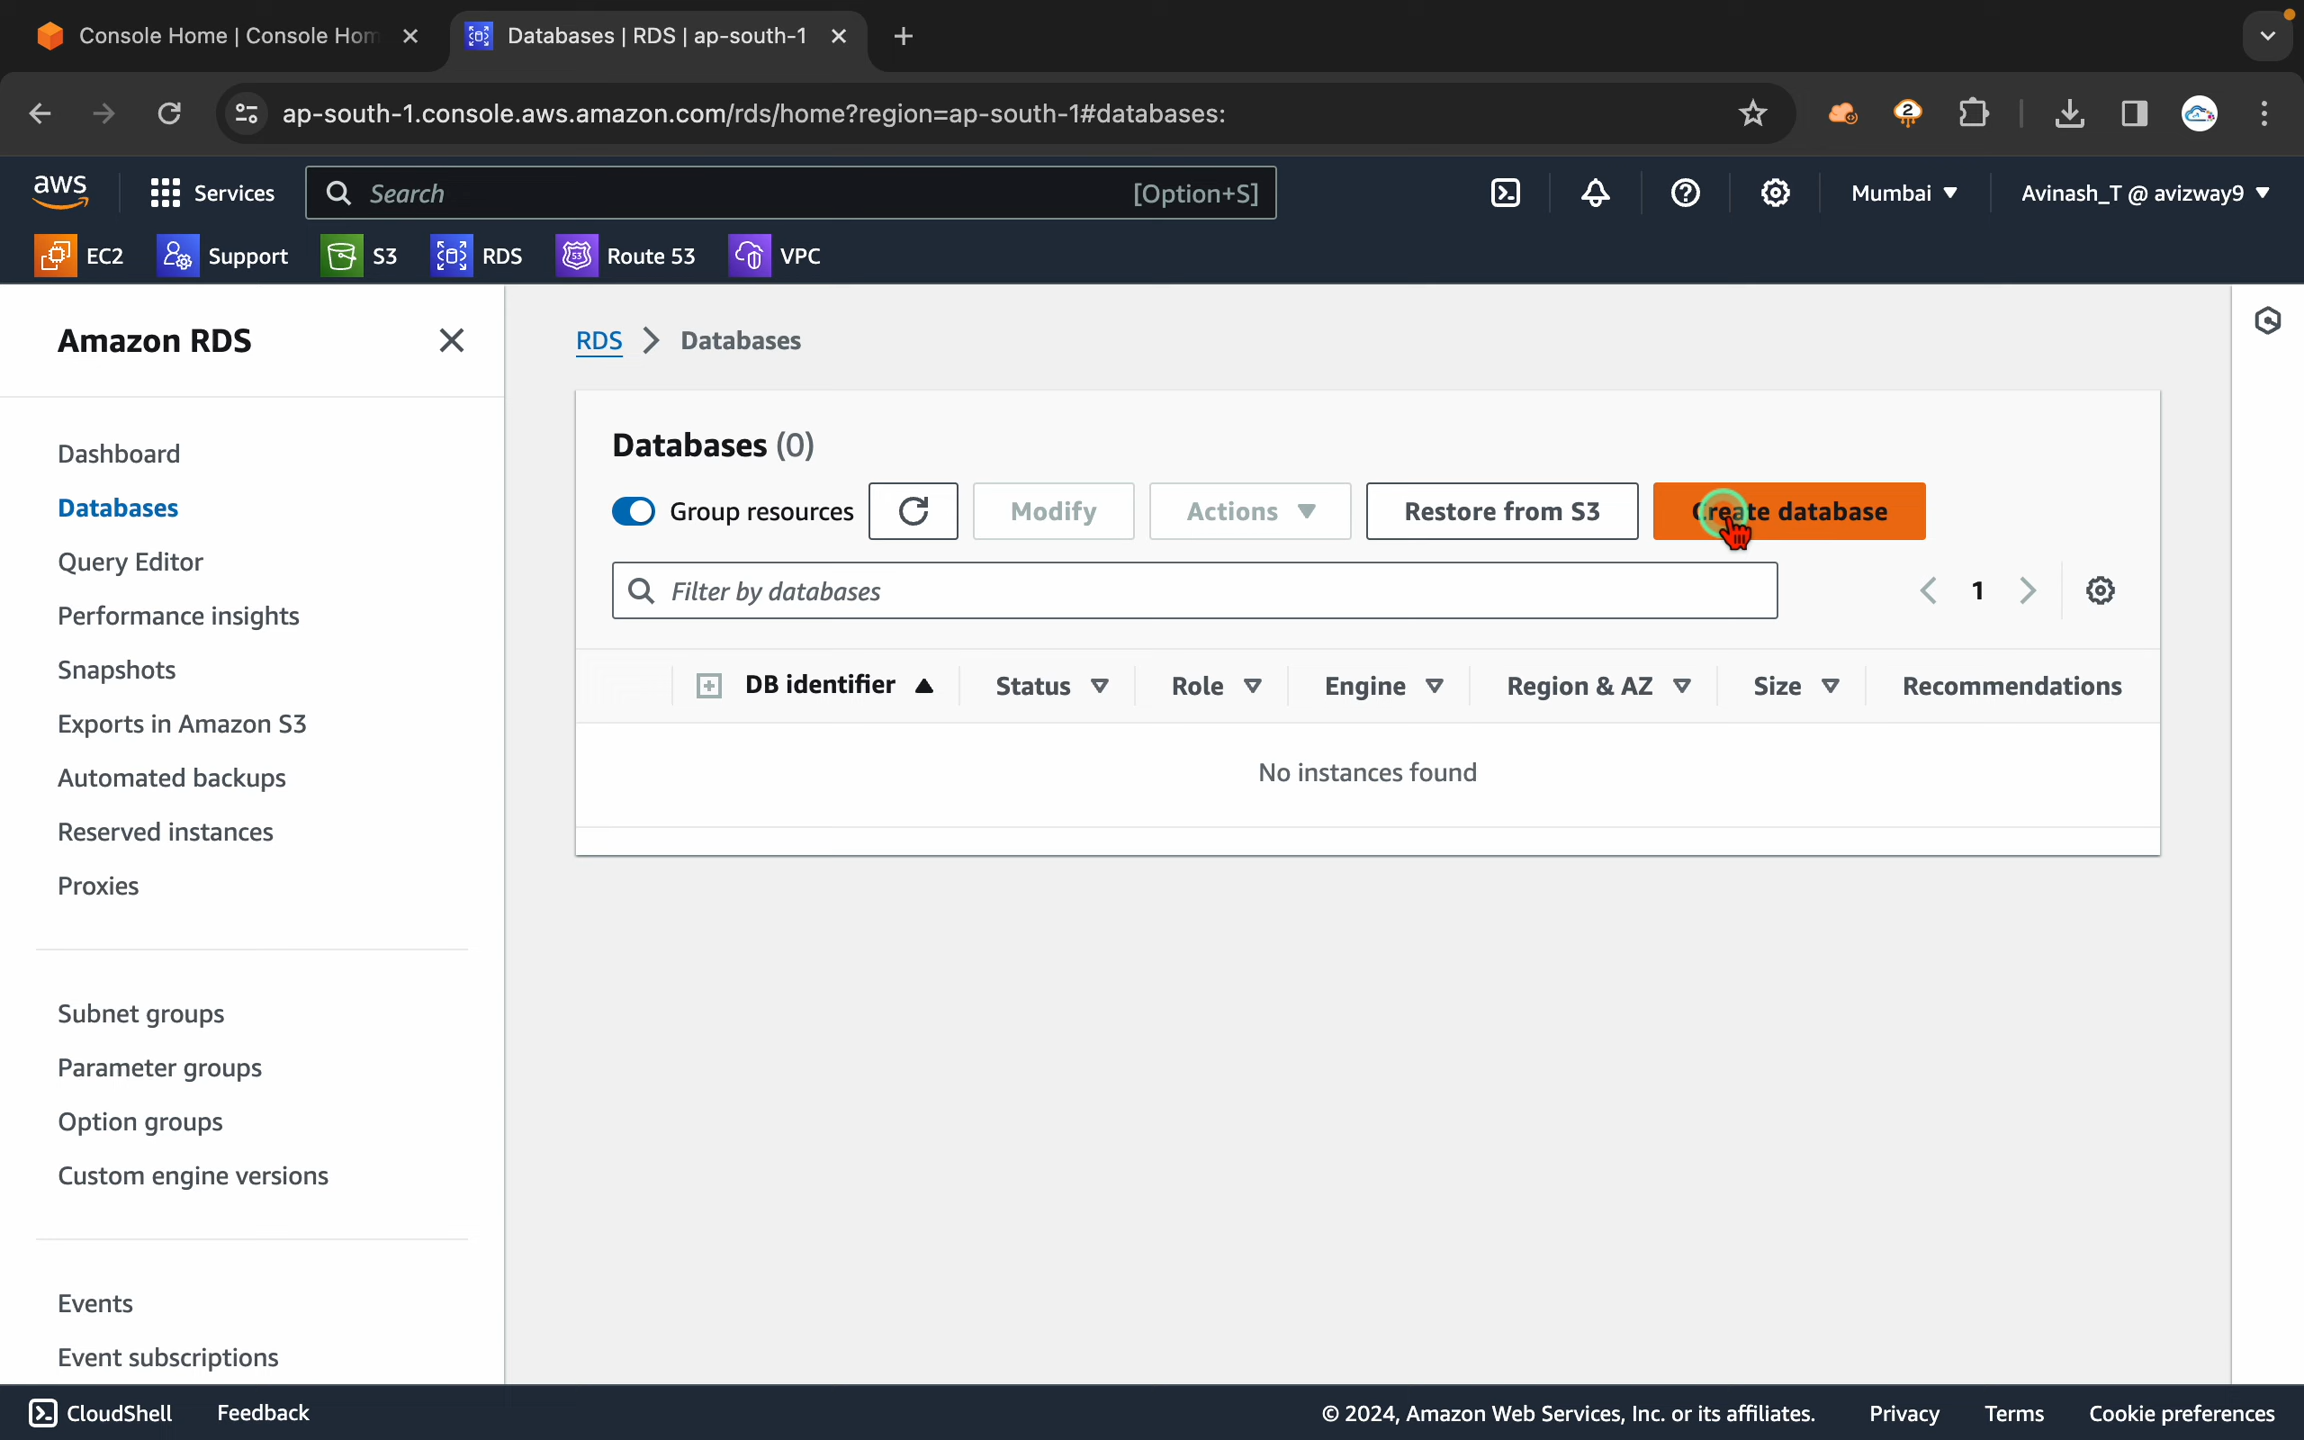 Console Home | Console Hom
Databases | RDS | ap-south-1
ap-south-1.console.aws.amazon.com/rds/home?region=ap-south-1#databases:
2
aws
Services
Search
[Option+S]
Mumbai
Avinash_T @ avizway9
EC2
Support
S3
RDS
53
Route 53
VPC
Amazon RDS
Dashboard
Databases
Query Editor
Performance insights
Snapshots
Exports in Amazon S3
Automated backups
Reserved instances
Proxies
Subnet groups
Parameter groups
Option groups
Custom engine versions
Events
Event subscriptions
RDS > Databases
Databases (0)
Group resources
Modify
Actions
Restore from S3
Create database
Filter by databases
1
DB identifier
Status
Role
Engine
Region & AZ
Size
Recommendations
No instances found
CloudShell
Feedback
© 2024, Amazon Web Services, Inc. or its affiliates.
Privacy
Terms
Cookie preferences